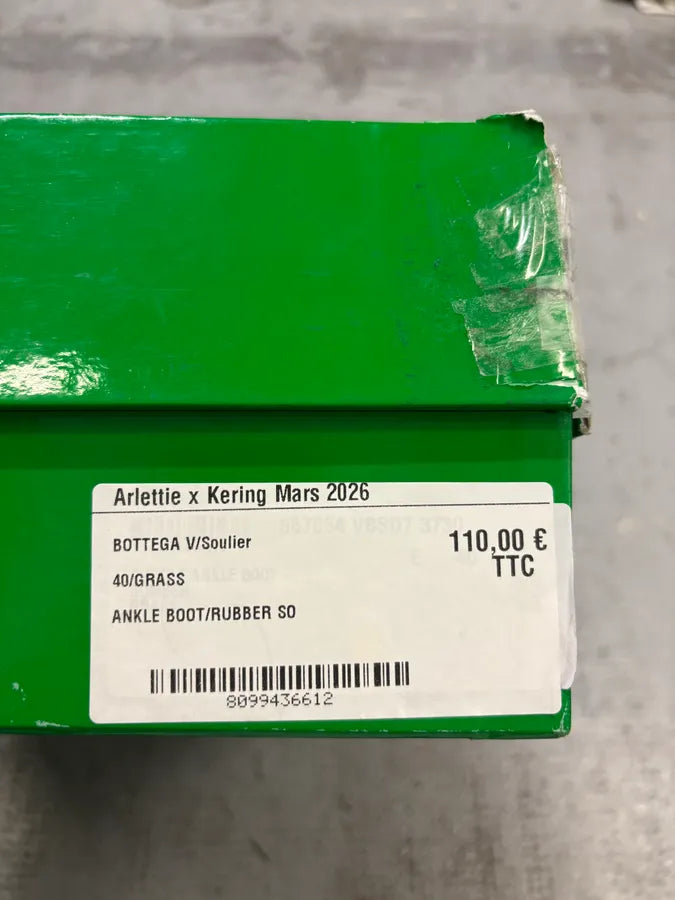 Arlettie x Kering Mars 2026
BOTTEGA V/Soulier
110,00 €
TTC
40/GRASS
ANKLE BOOT/RUBBER SO
8099436612